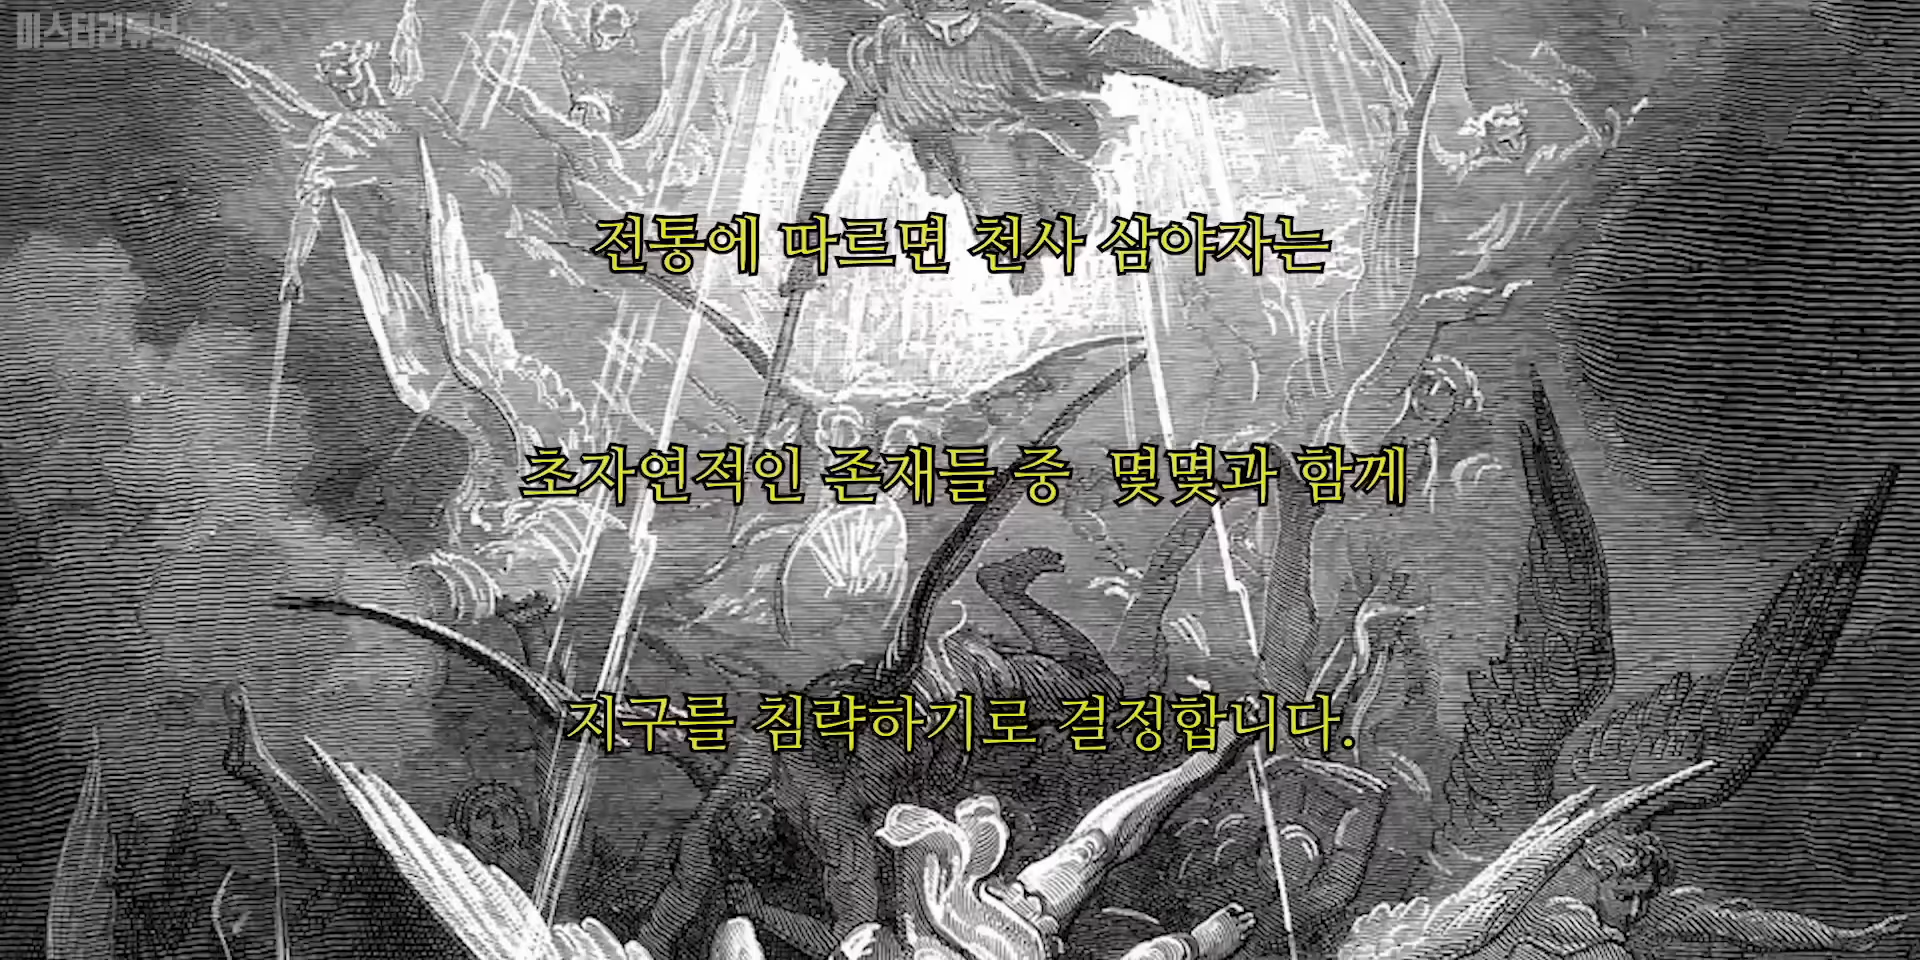 미스터리튜브
전통에 따르면 천사 삼야자는
초자연적인 존재들 중 몇몇과 함께
지구를 침략하기로 결정합니다.